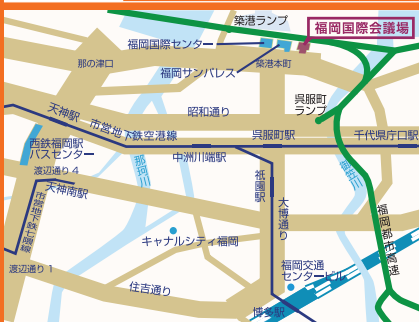 築港ランプ
福岡国際会議場
福岡国際センター
那の津口
築港本町
福岡サンパレス
呉服町
ランプ
天神駅
市営地下鉄空港線
昭和通り
呉服町駅
千代県庁口駅
西鉄福岡駅
バスセンター
中洲川端駅
那珂川
御笠川
渡辺通り4
天神南駅
祇園駅
大博通り
市営地下鉄七隈線
福岡都市高速
キャナルシティ福岡
渡辺通り1
住吉通り
福岡交通
センタービル
博多駅